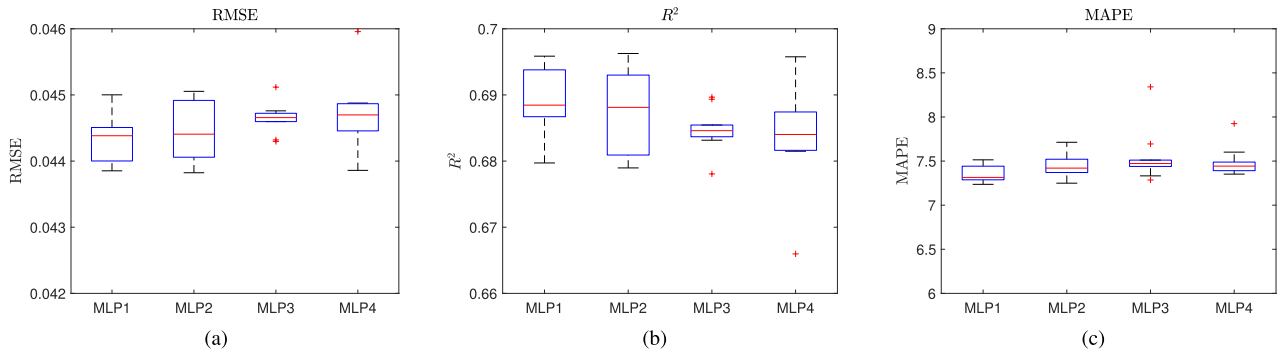 RMSE
0.046
0.045
0.044
0.043
0.042
RMSE
MLP1 MLP2 MLP3 MLP4
(a)
R²
0.7
0.69
0.68
0.67
0.66
R²
MLP1 MLP2 MLP3 MLP4
(b)
MAPE
9
8.5
8
7.5
7
6.5
6
MAPE
MLP1 MLP2 MLP3 MLP4
(c)